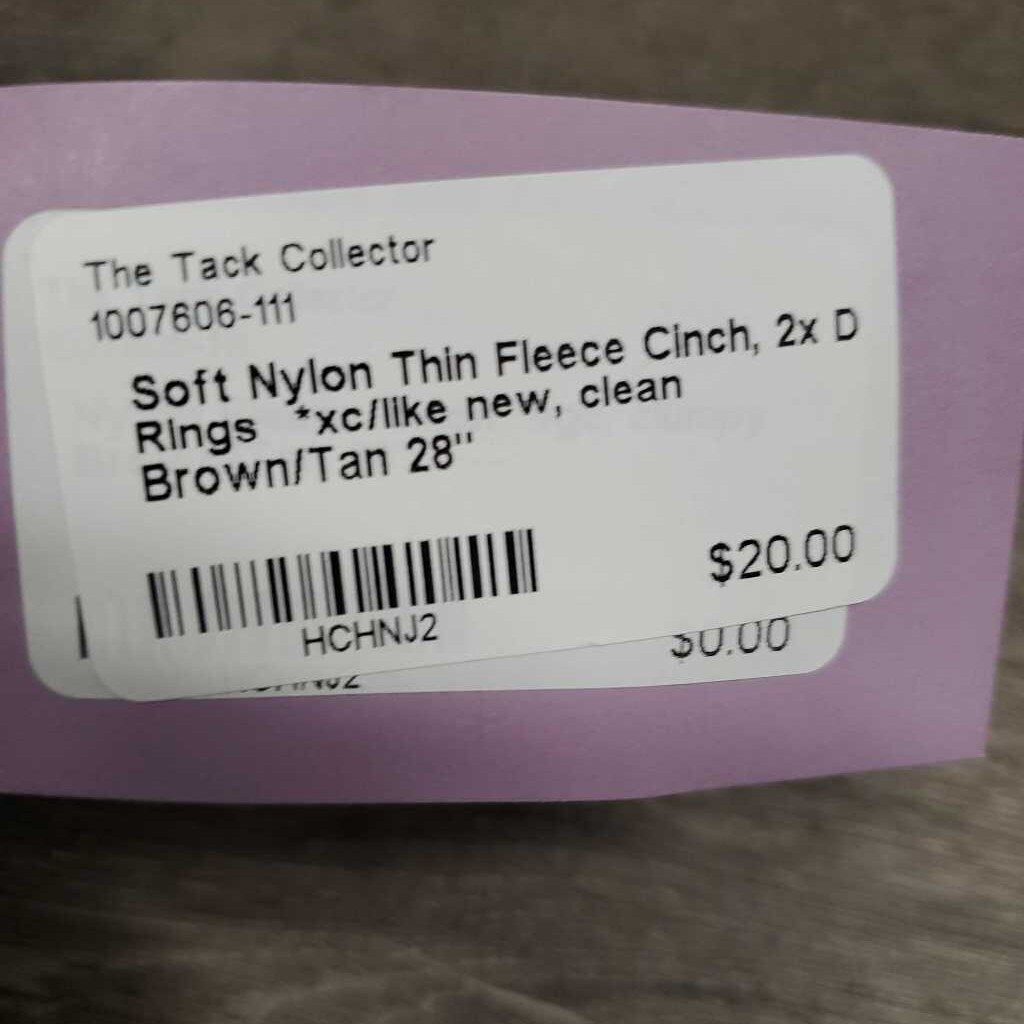 The Tack Collector
1007606-111
Soft Nylon Thin Fleece Cinch, 2x D
Rings *xc/like new, clean
Brown/Tan 28"
$20.00
HCHNJ2
$0.00